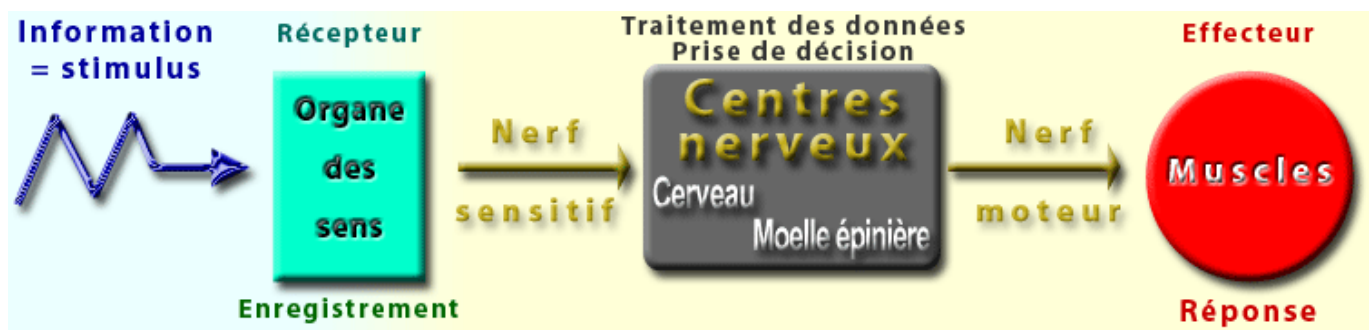 Information
= stimulus
Récepteur
Organe
des
sens
Enregistrement
Nerf
sensitif
Traitement des données
Prise de décision
Centres
nerveux
Cerveau
Moelle épinière
Nerf
moteur
Effecteur
Muscles
Réponse